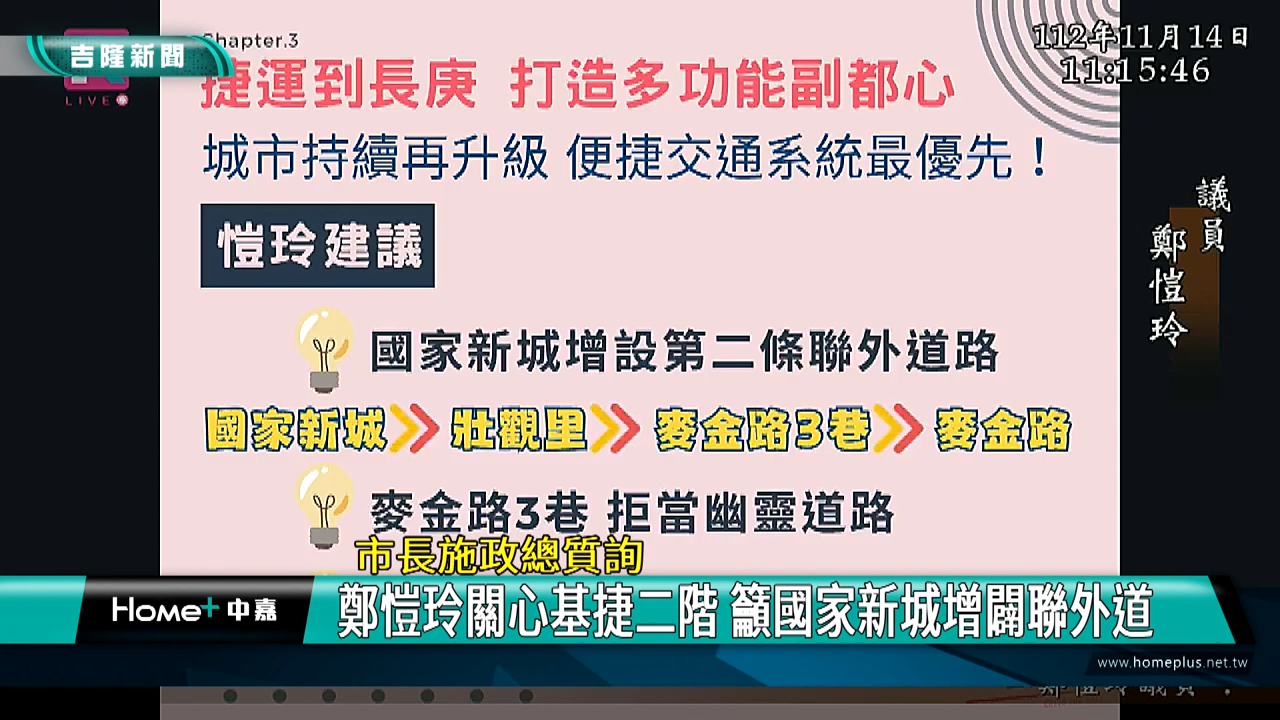 吉隆新聞
LIVE
Chapter.3
112年11月14日
11:15:46
捷運到長庚 打造多功能副都心
城市持續再升級 便捷交通系統最優先！
議員
鄭愷玲
愷玲建議
國家新城增設第二條聯外道路
國家新城 壯觀里 麥金路3巷 麥金路
麥金路3巷 拒當幽靈道路
市長施政總質詢
Home+中嘉
鄭愷玲關心基捷二階 籲國家新城增闢聯外道
www.homeplus.net.tw